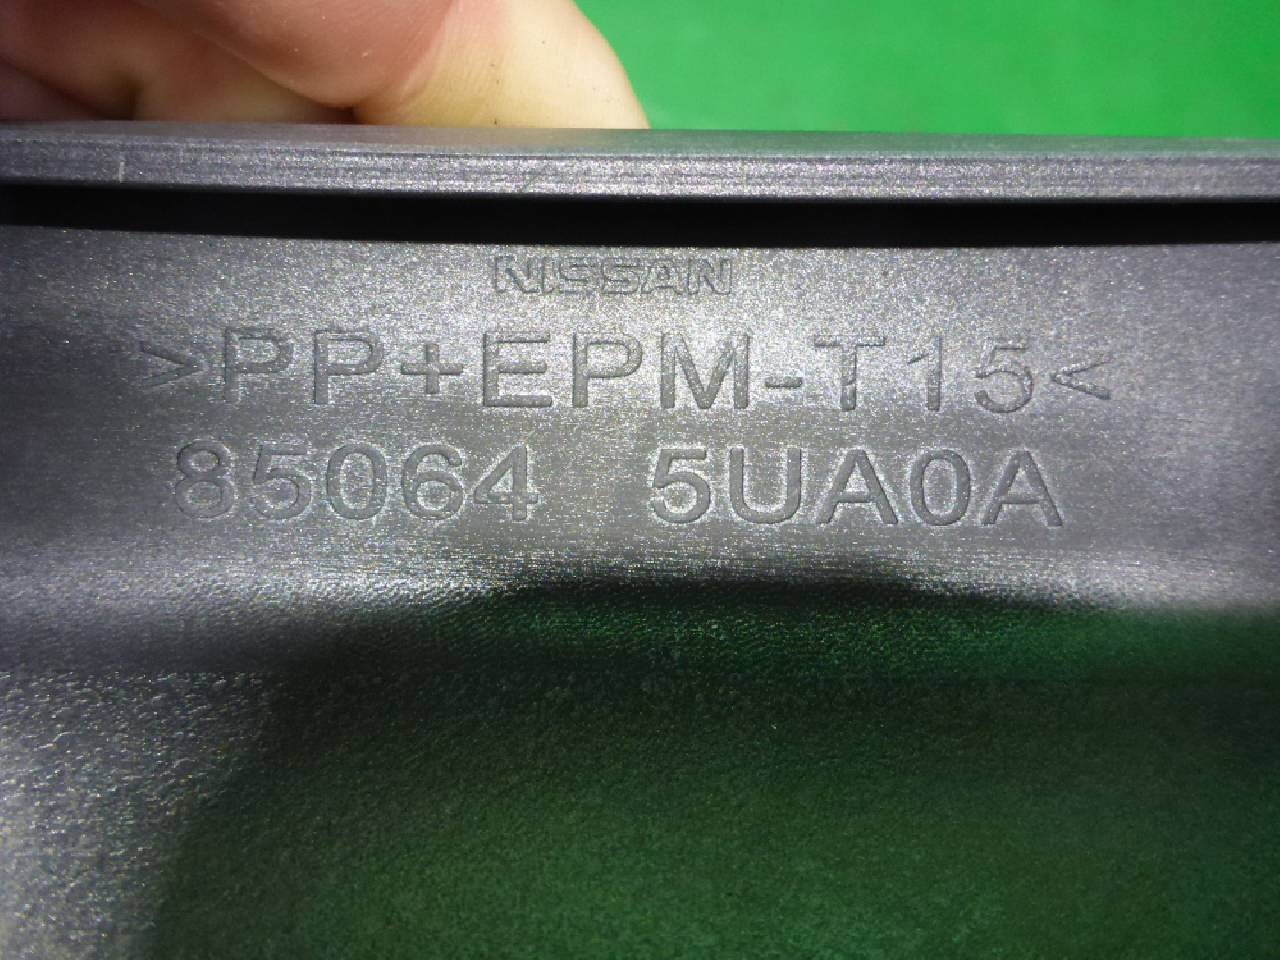 NISSAN
>PP+EPM-T15<
85064 5UA0A